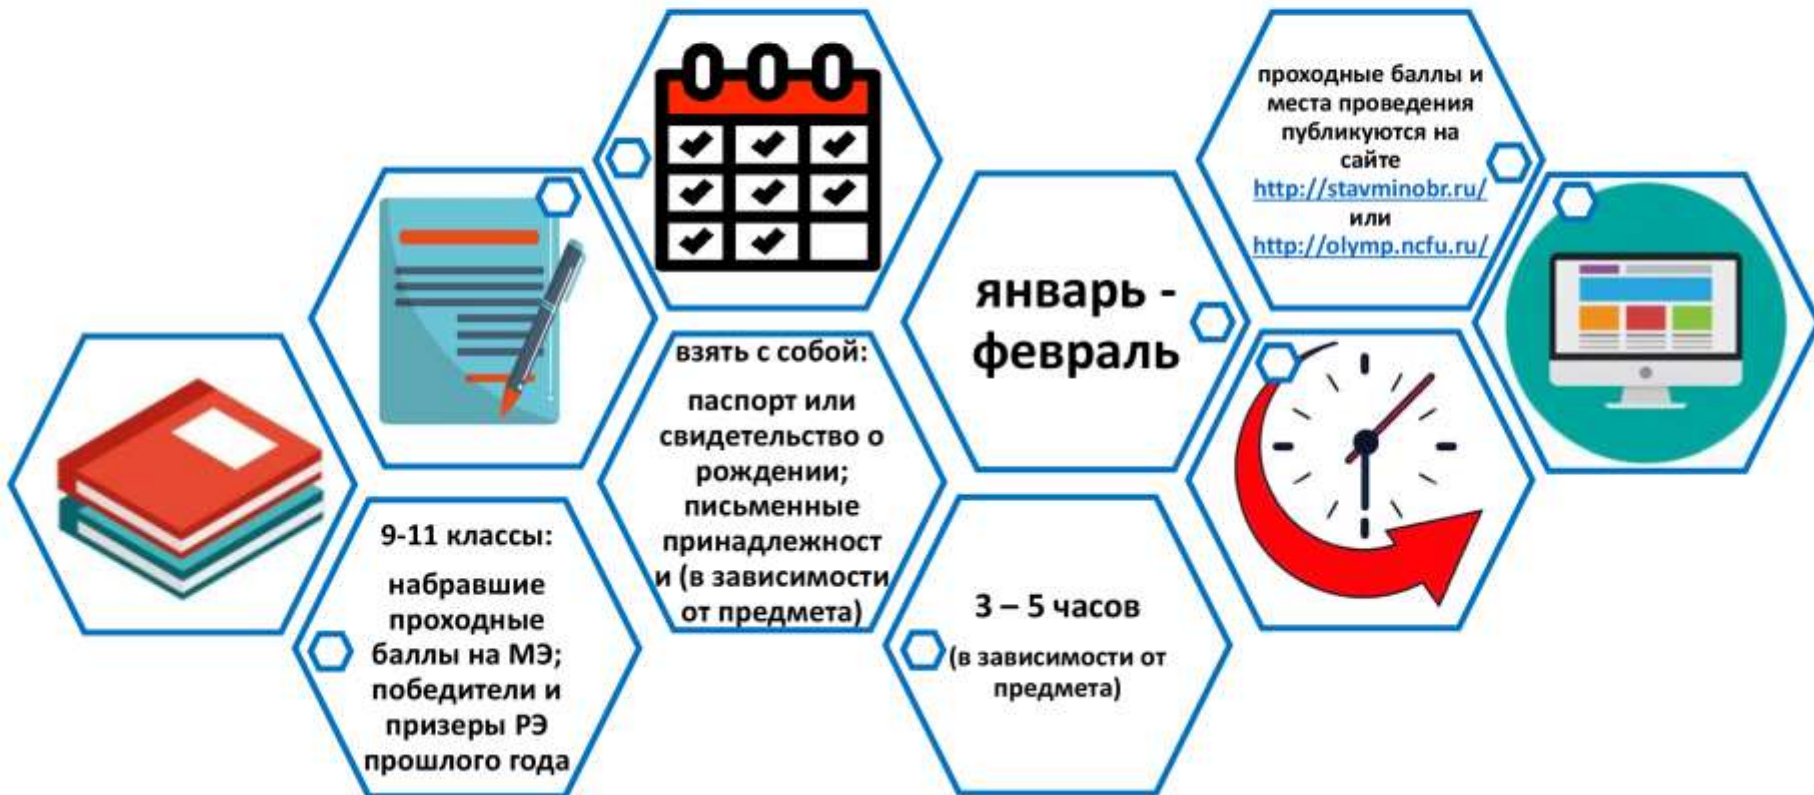 9-11 классы:
набравшие
проходные
баллы на МЭ;
победители и
призеры РЭ
прошлого года
взять с собой:
паспорт или
свидетельство о
рождении;
письменные
принадлежност
и (в зависимости
от предмета)
январь -
февраль
3 – 5 часов
(в зависимости от
предмета)
проходные баллы и
места проведения
публикуются на
сайте
http://stavminobr.ru/
или
http://olymp.ncfu.ru/